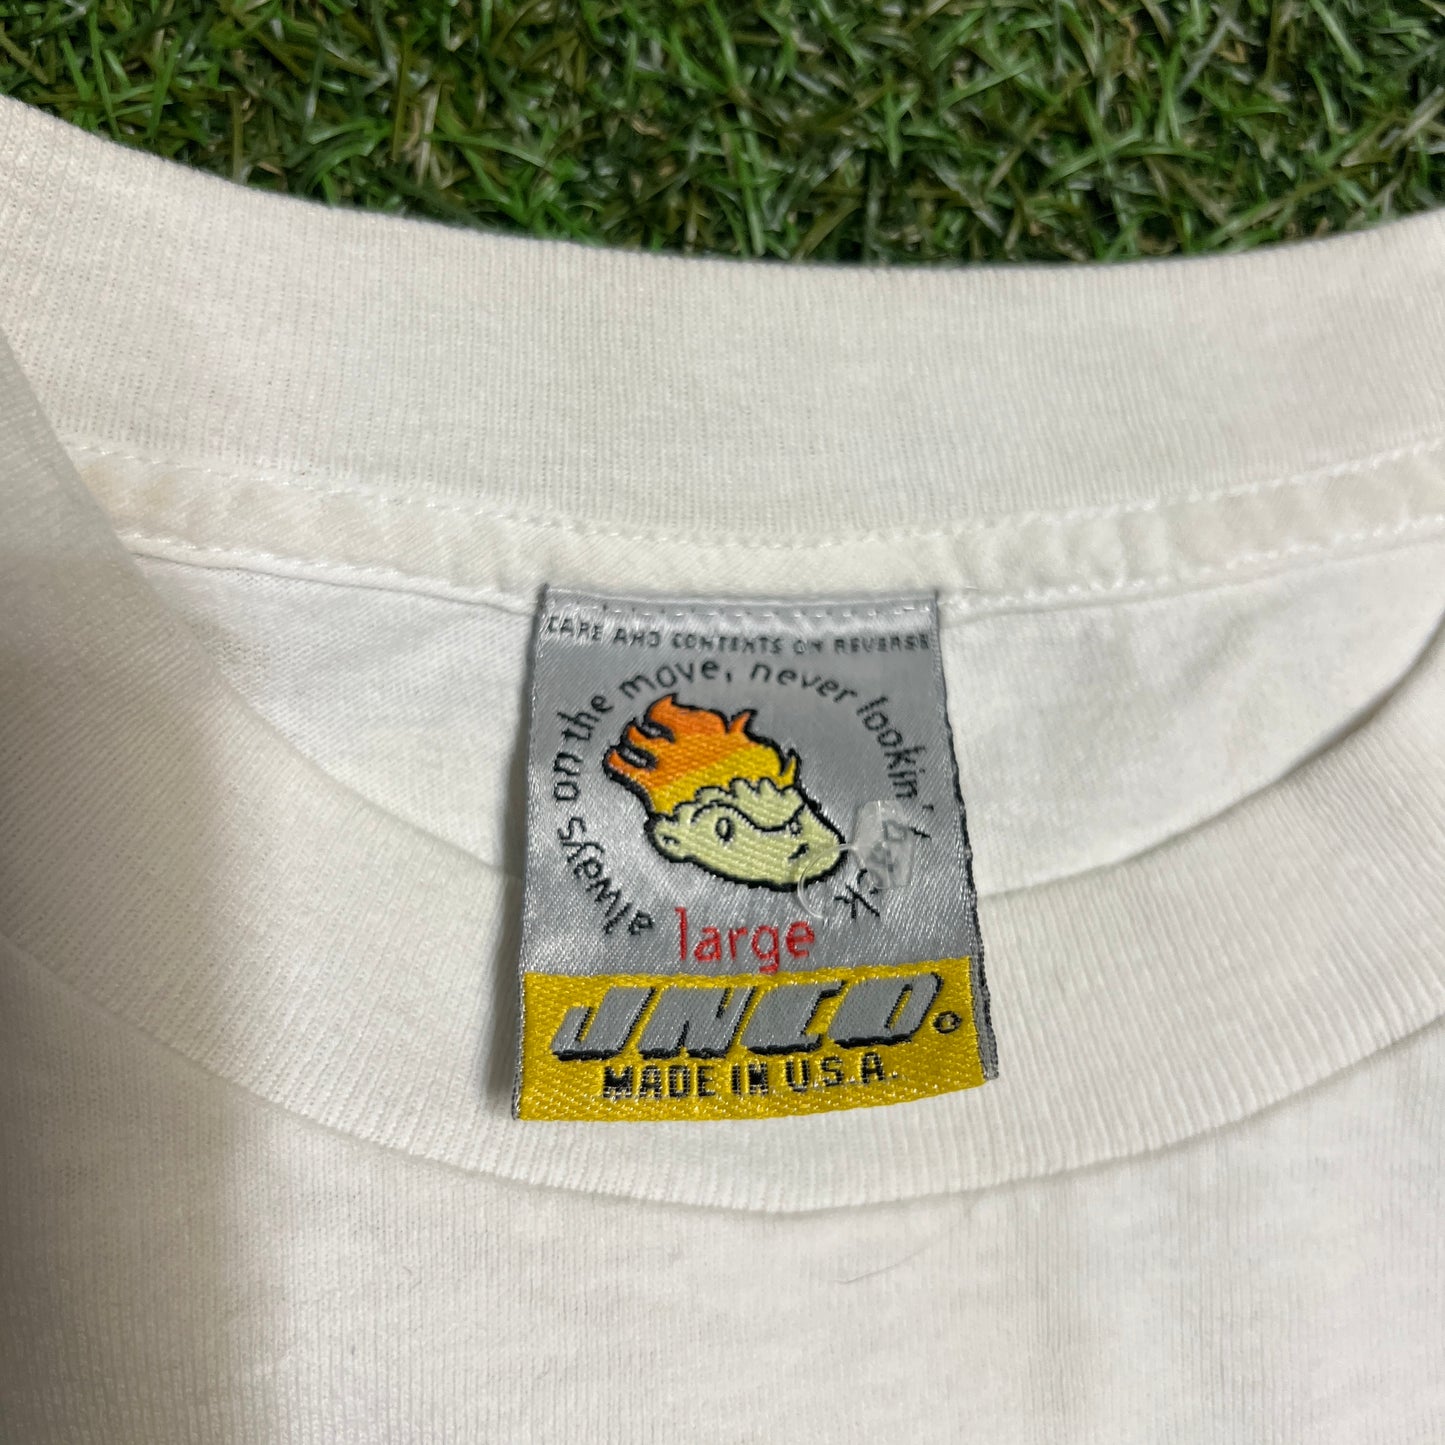 CARE AND CONTENTS ON REVERSE
always on the move, never lookin' back
large
JNCO®
MADE IN U.S.A.